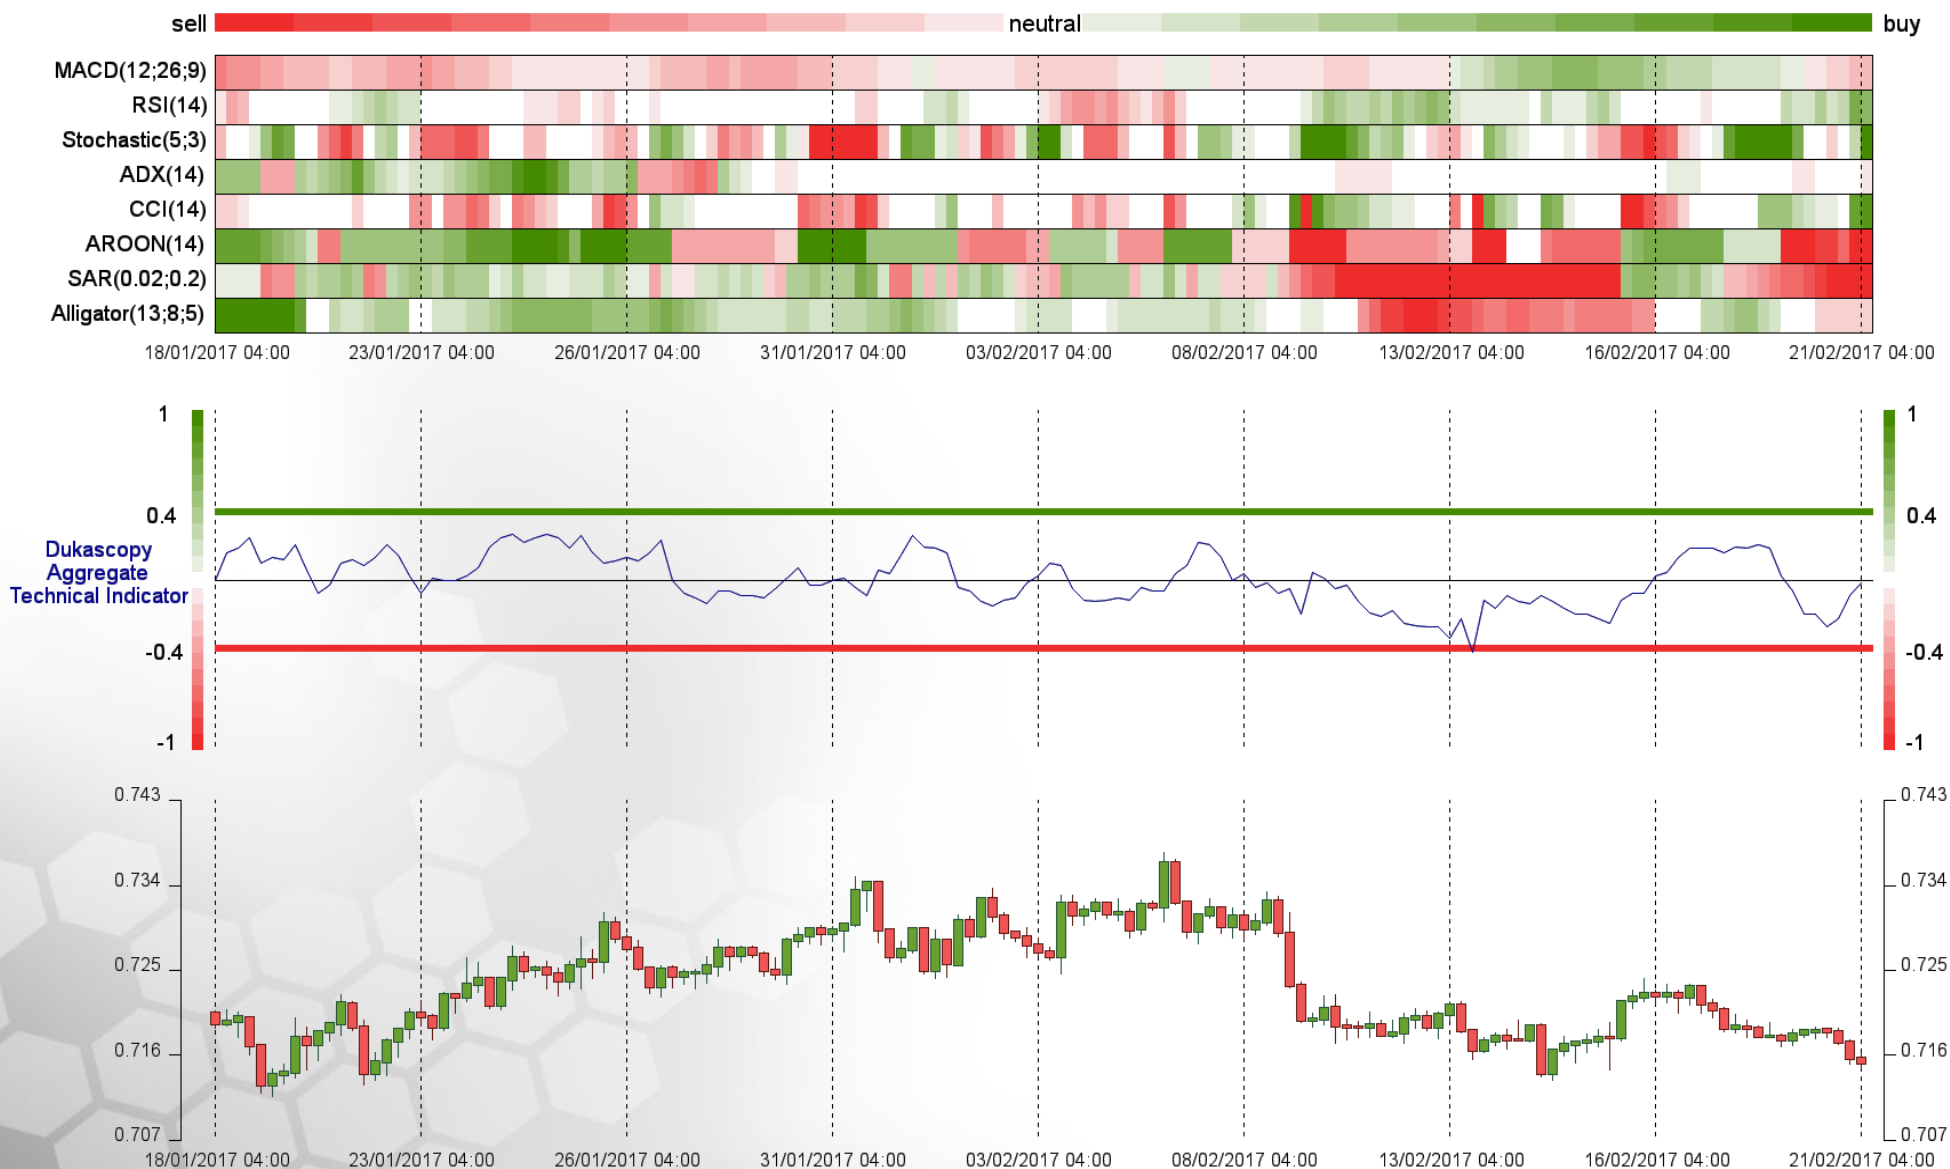 sell neutral buy
MACD(12;26;9)
RSI(14)
Stochastic(5;3)
ADX(14)
CCI(14)
AROON(14)
SAR(0.02;0.2)
Alligator(13;8;5)
18/01/2017 04:00 23/01/2017 04:00 26/01/2017 04:00 31/01/2017 04:00 03/02/2017 04:00 08/02/2017 04:00 13/02/2017 04:00 16/02/2017 04:00 21/02/2017 04:00
1 1
0.4 0.4
Dukascopy
Aggregate
Technical Indicator
-0.4 -0.4
-1 -1
0.743 0.743
0.734 0.734
0.725 0.725
0.716 0.716
0.707 0.707
18/01/2017 04:00 23/01/2017 04:00 26/01/2017 04:00 31/01/2017 04:00 03/02/2017 04:00 08/02/2017 04:00 13/02/2017 04:00 16/02/2017 04:00 21/02/2017 04:00